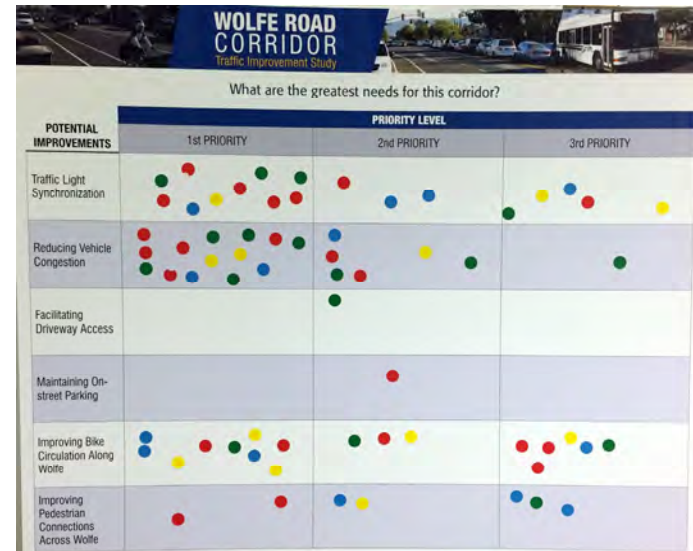 WOLFE ROAD
CORRIDOR
Traffic Improvement Study
What are the greatest needs for this corridor?
POTENTIAL
IMPROVEMENTS
PRIORITY LEVEL
1st PRIORITY
2nd PRIORITY
3rd PRIORITY
Traffic Light
Synchronization
Reducing Vehicle
Congestion
Facilitating
Driveway Access
Maintaining On-
street Parking
Improving Bike
Circulation Along
Wolfe
Improving
Pedestrian
Connections
Across Wolfe